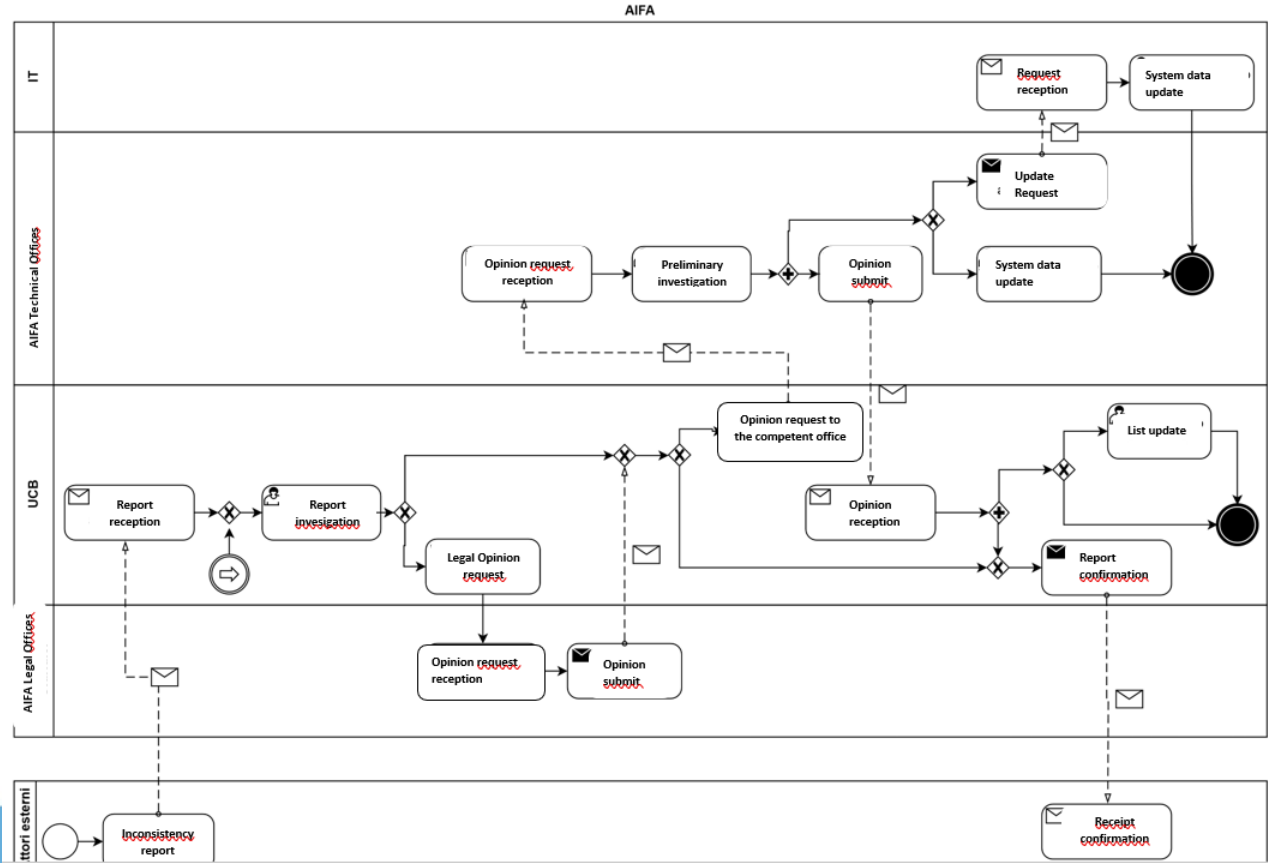 AIFA
IT
Request
reception
System data
update
AIFA Technical Offices
Update
Request
Opinion request
reception
Preliminary
investigation
Opinion
submit
System data
update
UCB
Opinion request to
the competent office
List update
Report
reception
Report
invesigation
Opinion
reception
Legal Opinion
request
Report
confirmation
AIFA Legal Offices
Opinion request
reception
Opinion
submit
ttori esterni
Inconsistency
report
Receipt
confirmation